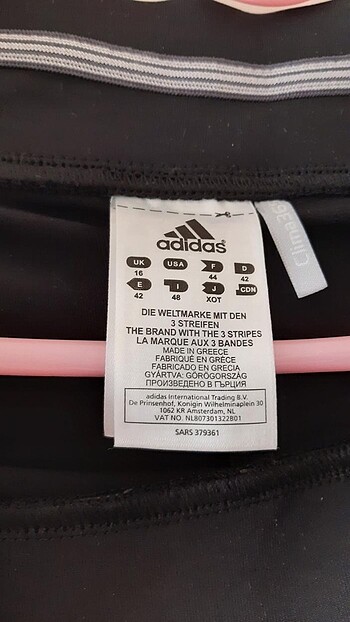 adidas
UK USA F D
16 44 42
E I J CDN
42 48 XOT
DIE WELTMARKE MIT DEN
3 STREIFEN
THE BRAND WITH THE 3 STRIPES
LA MARQUE AUX 3 BANDES
MADE IN GREECE
FABRIQUÉ EN GRÈCE
FABRICADO EN GRECIA
GYÁRTVA: GÖRÖGORSZÁG
ПРОИЗВЕДЕНО В ГЪРЦИЯ
adidas International Trading B.V.
De Prinsenhof, Konigin Wilhelminaplein 30
1062 KR Amsterdam, NL
VAT NO. NL807301322B01
SARS 379361
Clima365